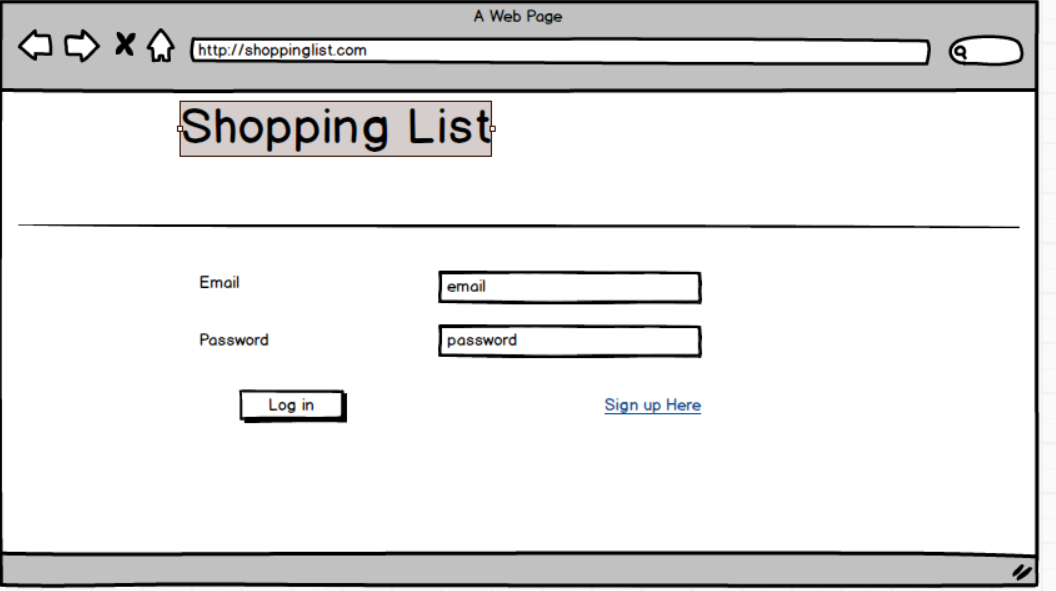 A Web Page
http://shoppinglist.com
Shopping List
Email
email
Password
password
Log in
Sign up Here